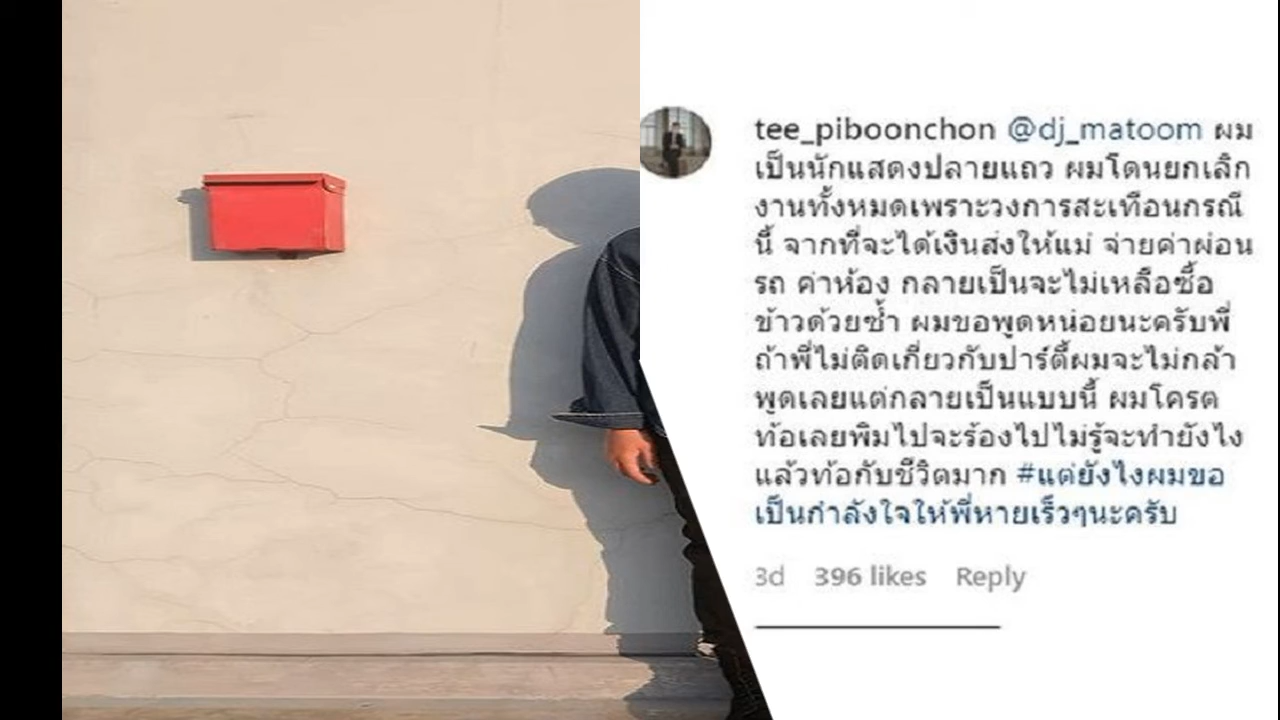 tee_piboonchon @dj_matoom ผม
เป็นนักแสดงปลายแถว ผมโดนยกเลิก
งานทั้งหมดเพราะวงการสะเทือนกรณี
นี้ จากที่จะได้เงินส่งให้แม่ จ่ายค่าผ่อน
รถ ค่าห้อง กลายเป็นจะไม่เหลือซื้อ
ข้าวด้วยซ้ำ ผมขอพูดหน่อยนะครับพี่
ถ้าพี่ไม่ติดเกี่ยวกับปาร์ตี้ผมจะไม่กล้า
พูดเลยแต่กลายเป็นแบบนี้ ผมโครต
ท้อเลยพิมไปจะร้องไปไม่รู้จะทำยังไง
แล้วท้อกับชีวิตมาก #แต่ยังไงผมขอ
เป็นกำลังใจให้พี่หายเร็วๆนะครับ
3d 396 likes Reply